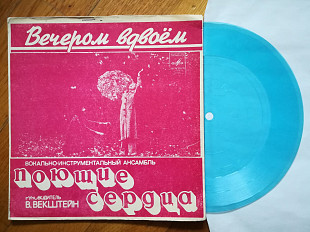 Вечером вдвоём
ВОКАЛЬНО-ИНСТРУМЕНТАЛЬНЫЙ АНСАМБЛЬ
ПОЮЩИЕ
РУКОВОДИТЕЛЬ
В. ВЕКШТЕЙН
сердца